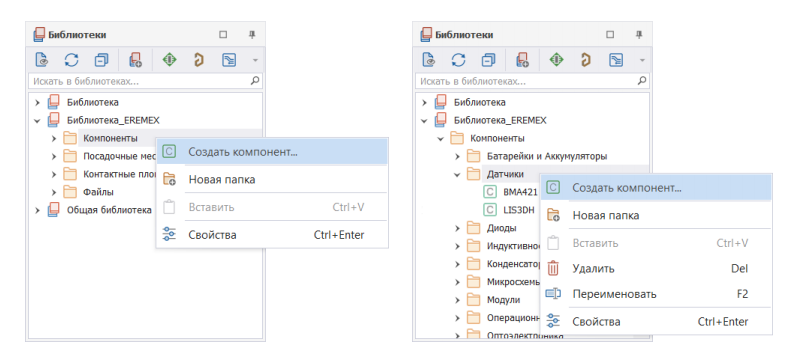 Библиотеки
Искать в библиотеках...
Библиотека
Библиотека_EREMEX
Компоненты
Посадочные мес
Контактные пло
Файлы
Общая библиотека
C Создать компонент...
Новая папка
Вставить Ctrl+V
Свойства Ctrl+Enter
Библиотеки
Искать в библиотеках...
Библиотека
Библиотека_EREMEX
Компоненты
Батарейки и Аккумуляторы
Датчики
C BMA421
C LIS3DH
Диоды
Индуктивно
Конденсатор
Микросхемы
Модули
Операционн
Оптоэлектроника
C Создать компонент...
Новая папка
Вставить Ctrl+V
Удалить Del
Переименовать F2
Свойства Ctrl+Enter